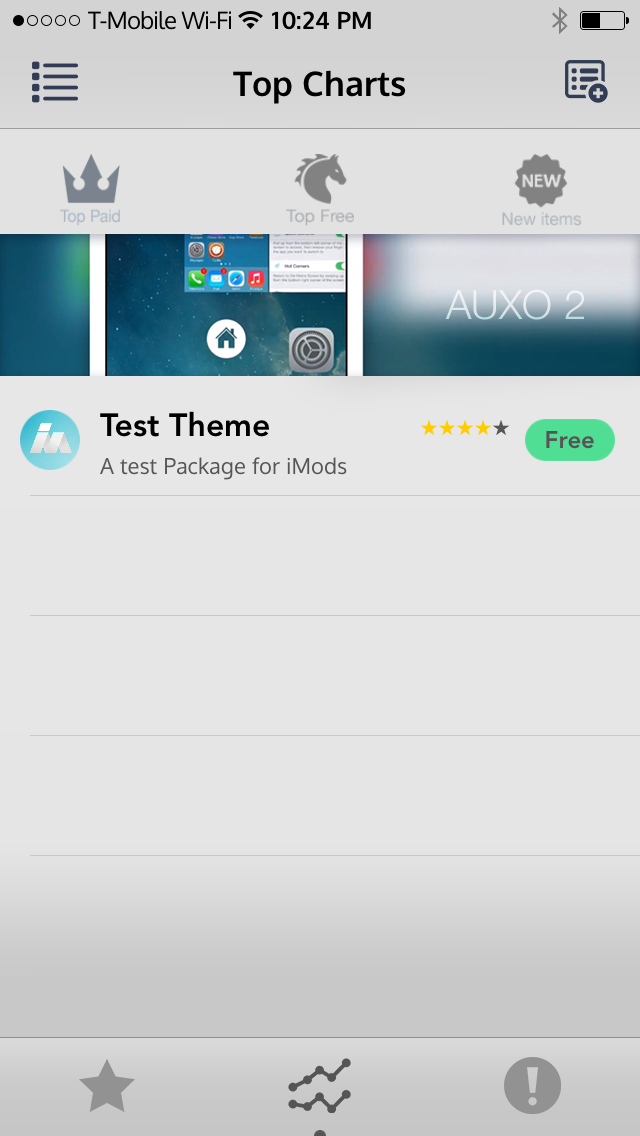 T-Mobile Wi-Fi 10:24 PM
Top Charts
Top Paid
Top Free
NEW
New items
Hot Corners
AUXO 2
Test Theme
Free
A test Package for iMods